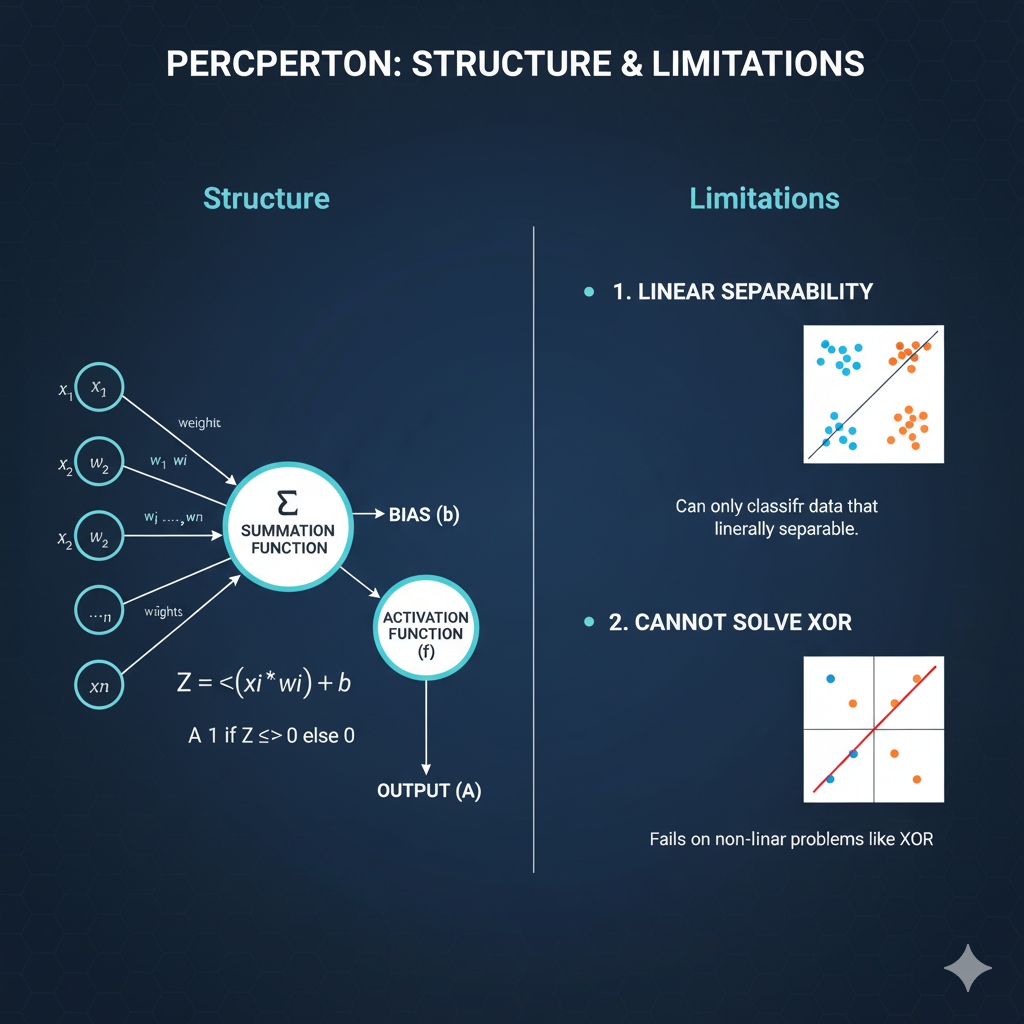 PERCPERTON: STRUCTURE & LIMITATIONS
Structure
x1 x1
weights
x2 w2
w1 wi
x2 w2
wj ....,wn
...n
wiights
xn
Σ
SUMMATION
FUNCTION
BIAS (b)
ACTIVATION
FUNCTION
(f)
Z = <(xi*wi) + b
A 1 if Z ≤> 0 else 0
OUTPUT (A)
Limitations
• 1. LINEAR SEPARABILITY
Can only classifr data that
linerally separable.
• 2. CANNOT SOLVE XOR
Fails on non-linar problems like XOR